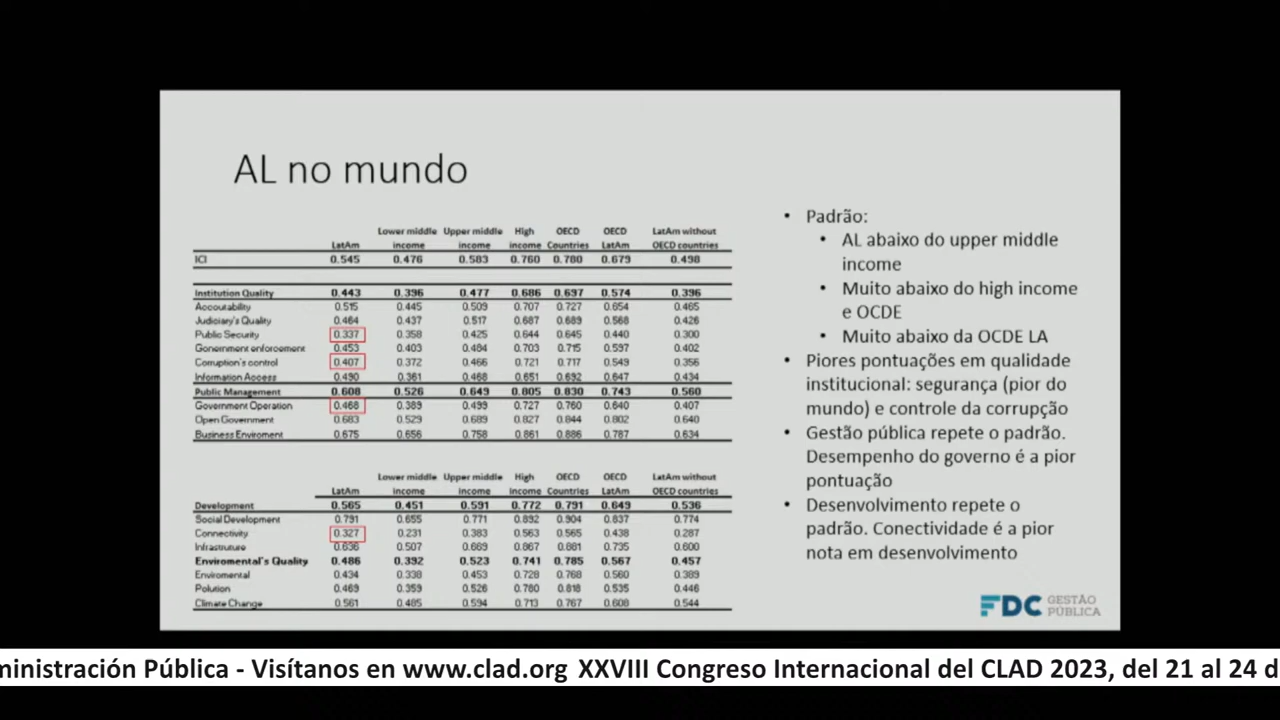 AL no mundo
Lower middle Upper middle High OECD OECD LatAm without
LatAm income income income Countries LatAm OECD countries
ICI 0.545 0.476 0.583 0.760 0.780 0.679 0.498
Institution Quality 0.443 0.396 0.477 0.686 0.697 0.574 0.396
Accoutability 0.515 0.445 0.509 0.707 0.727 0.654 0.465
Judiciary's Quality 0.464 0.437 0.517 0.687 0.689 0.568 0.426
Public Security 0.337 0.358 0.425 0.644 0.645 0.440 0.300
Gonernment enforcement 0.453 0.403 0.484 0.703 0.715 0.597 0.402
Corruption's control 0.407 0.372 0.466 0.721 0.717 0.549 0.356
Information Access 0.490 0.361 0.468 0.651 0.692 0.647 0.434
Public Management 0.608 0.526 0.649 0.805 0.830 0.743 0.560
Government Operation 0.468 0.389 0.499 0.727 0.760 0.640 0.407
Open Government 0.683 0.529 0.689 0.827 0.844 0.802 0.640
Business Enviroment 0.675 0.656 0.758 0.861 0.886 0.787 0.634
Lower middle Upper middle High OECD OECD LatAm without
LatAm income income Income Countries LatAm OECD countries
Development 0.565 0.451 0.591 0.772 0.791 0.649 0.536
Social Development 0.791 0.655 0.771 0.892 0.904 0.837 0.774
Connectivity 0.327 0.231 0.383 0.563 0.565 0.438 0.287
Infrastruture 0.636 0.507 0.669 0.867 0.881 0.735 0.600
Enviromental's Quality 0.486 0.392 0.523 0.741 0.785 0.567 0.457
Enviromental 0.434 0.338 0.453 0.728 0.768 0.560 0.389
Polution 0.469 0.359 0.526 0.780 0.818 0.535 0.446
Climate Change 0.561 0.485 0.594 0.713 0.767 0.608 0.544
• Padrão:
• AL abaixo do upper middle
income
• Muito abaixo do high income
e OCDE
• Muito abaixo da OCDE LA
• Piores pontuações em qualidade
institucional: segurança (pior do
mundo) e controle da corrupção
• Gestão pública repete o padrão.
Desempenho do governo é a pior
pontuação
• Desenvolvimento repete o
padrão. Conectividade é a pior
nota em desenvolvimento
FDC GESTÃO
PÚBLICA
ministración Pública - Visítanos en www.clad.org XXVIII Congreso Internacional del CLAD 2023, del 21 al 24 d